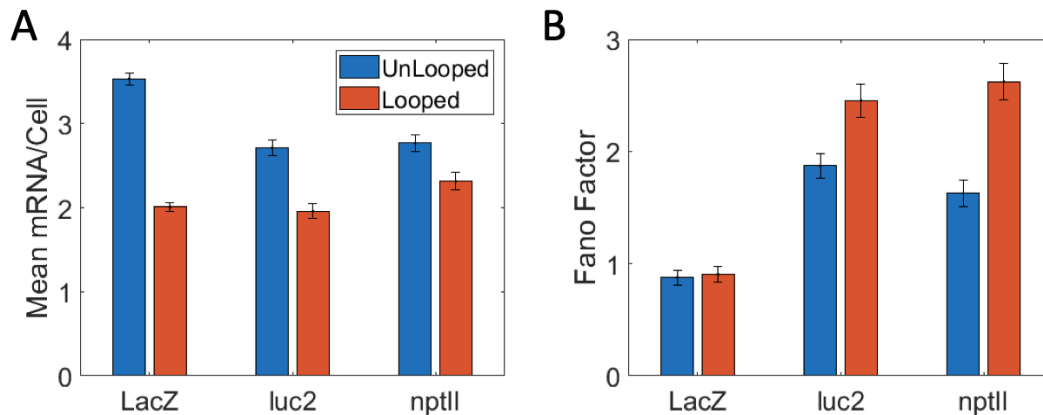 A
Mean mRNA/Cell
4
3
2
1
0
UnLooped
Looped
LacZ
luc2
nptII
B
Fano Factor
3
2
1
0
LacZ
luc2
nptII